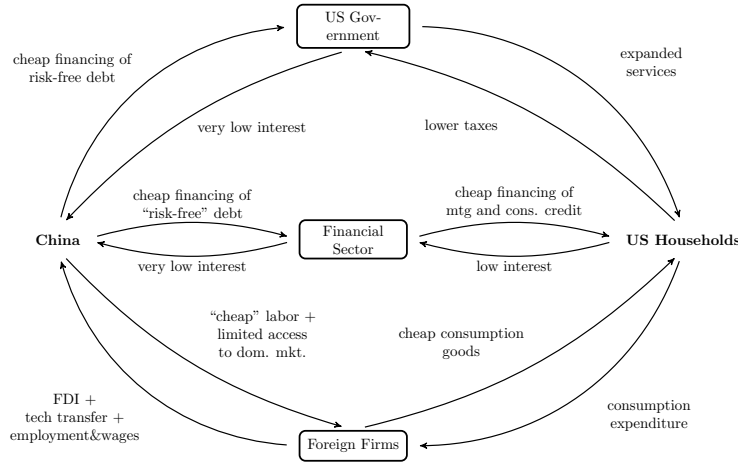 US Gov-
ernment
cheap financing of
risk-free debt
expanded
services
very low interest
lower taxes
cheap financing of
“risk-free” debt
cheap financing of
mtg and cons. credit
China
Financial
Sector
US Households
very low interest
low interest
“cheap” labor +
limited access
to dom. mkt.
cheap consumption
goods
FDI +
tech transfer +
employment&wages
consumption
expenditure
Foreign Firms